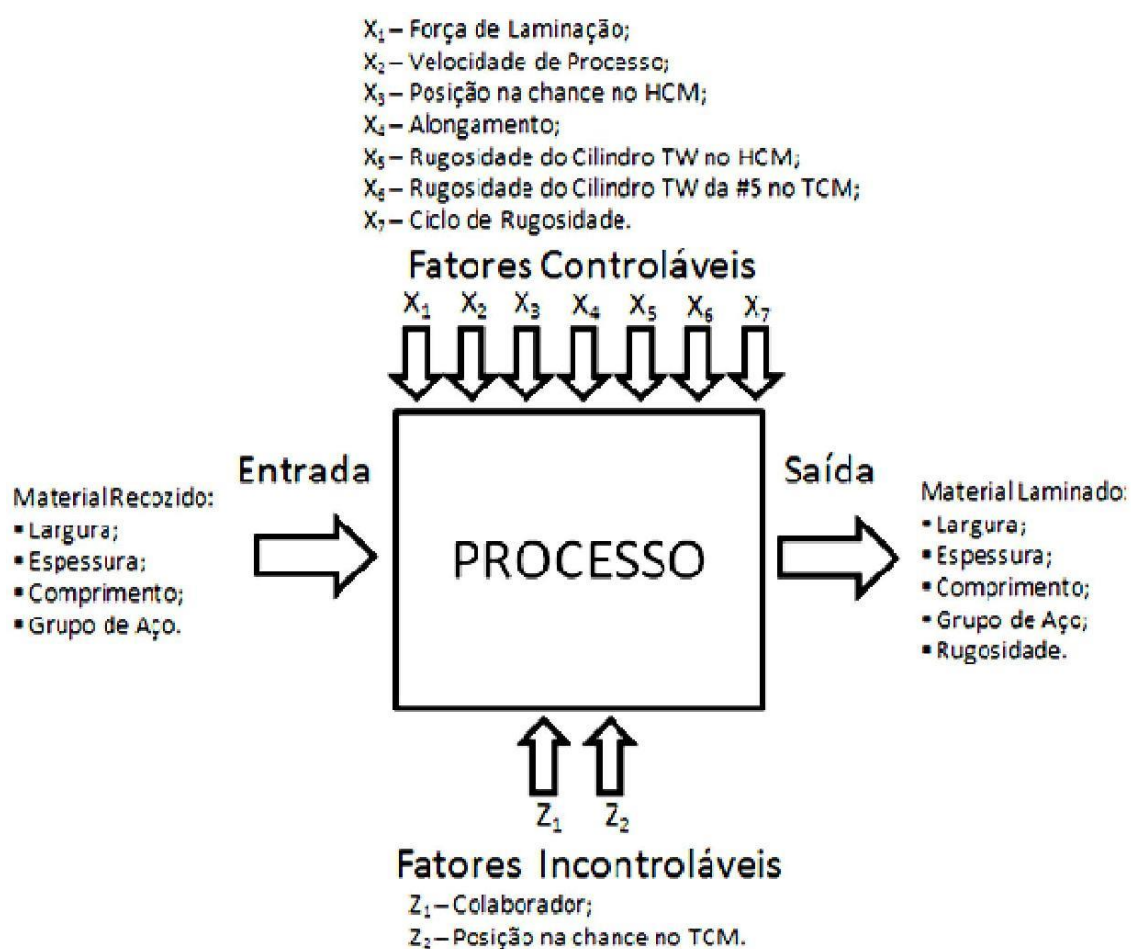 X₁ – Força de Laminação;
X₂ – Velocidade de Processo;
X₃ – Posição na chance no HCM;
X₄ – Alongamento;
X₅ – Rugosidade do Cilindro TW no HCM;
X₆ – Rugosidade do Cilindro TW da #5 no TCM;
X₇ – Ciclo de Rugosidade.
Fatores Controláveis
X₁ X₂ X₃ X₄ X₅ X₆ X₇
Entrada
Material Recozido:
▪ Largura;
▪ Espessura;
▪ Comprimento;
▪ Grupo de Aço.
PROCESSO
Saída
Material Laminado:
▪ Largura;
▪ Espessura;
▪ Comprimento;
▪ Grupo de Aço;
▪ Rugosidade.
Z₁ Z₂
Fatores Incontroláveis
Z₁ – Colaborador;
Z₂ – Posição na chance no TCM.